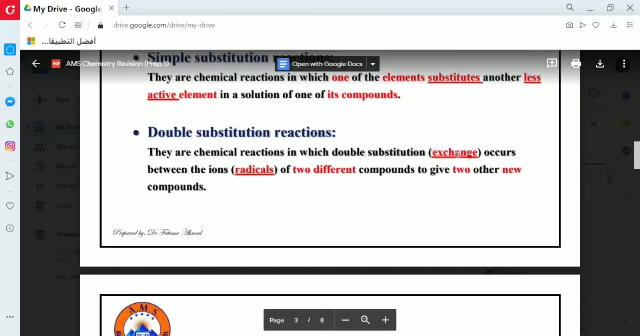 My Drive - Google
drive.google.com/drive/my-drive
أفضل التطبيقا...
AMS Chemistry Revision (Prep.3)
Open with Google Docs
Simple substitution reactions:
They are chemical reactions in which one of the elements substitutes another less
active element in a solution of one of its compounds.
Double substitution reactions:
They are chemical reactions in which double substitution (exchange) occurs
between the ions (radicals) of two different compounds to give two other new
compounds.
Prepared by. Dr Fatma Ahmed
AMS
Page 3 / 8